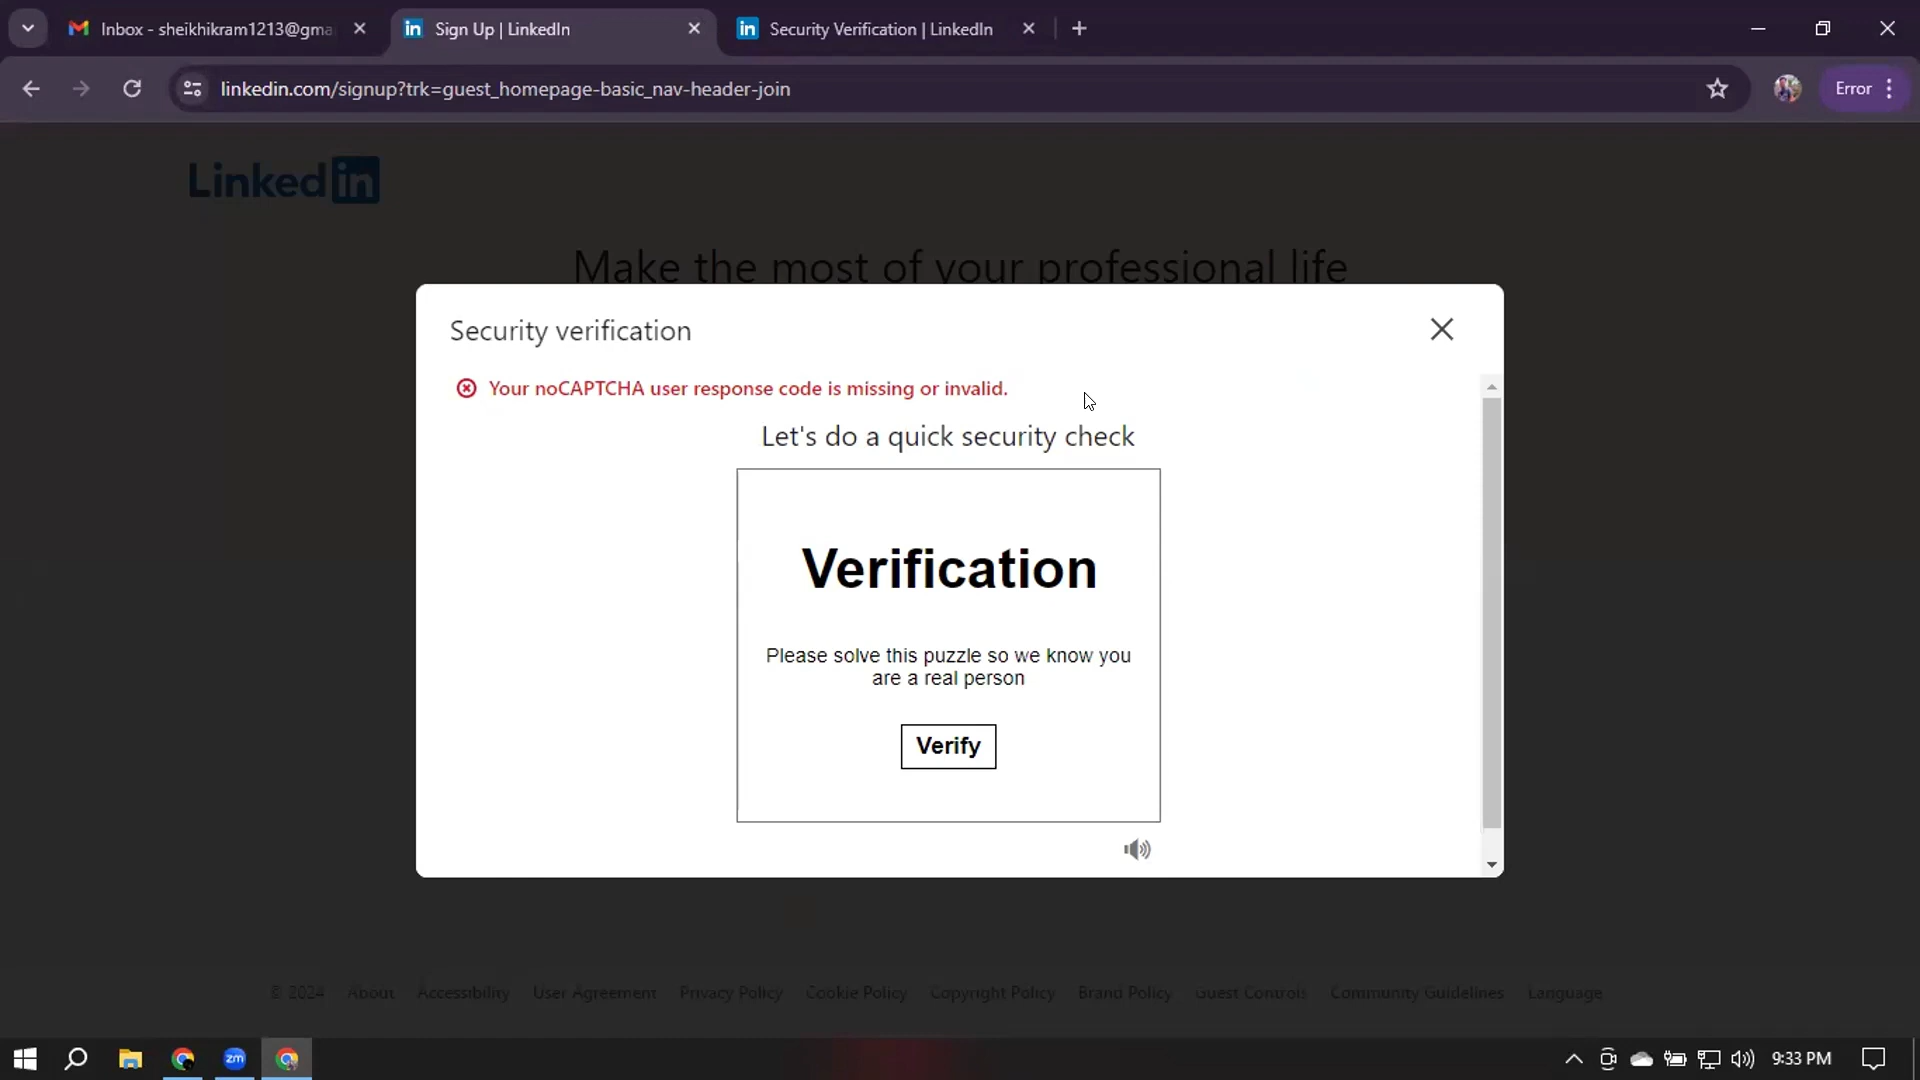 Inbox - sheikhikram1213@gma
Sign Up | LinkedIn
Security Verification | LinkedIn
linkedin.com/signup?trk=guest_homepage-basic_nav-header-join
Error
Linked in
Make the most of your professional life
Security verification
Your noCAPTCHA user response code is missing or invalid.
Let's do a quick security check
Verification
Please solve this puzzle so we know you
are a real person
Verify
© 2024 About Accessibility User Agreement Privacy Policy Cookie Policy Copyright Policy Brand Policy Guest Controls Community Guidelines Language
zm
9:33 PM